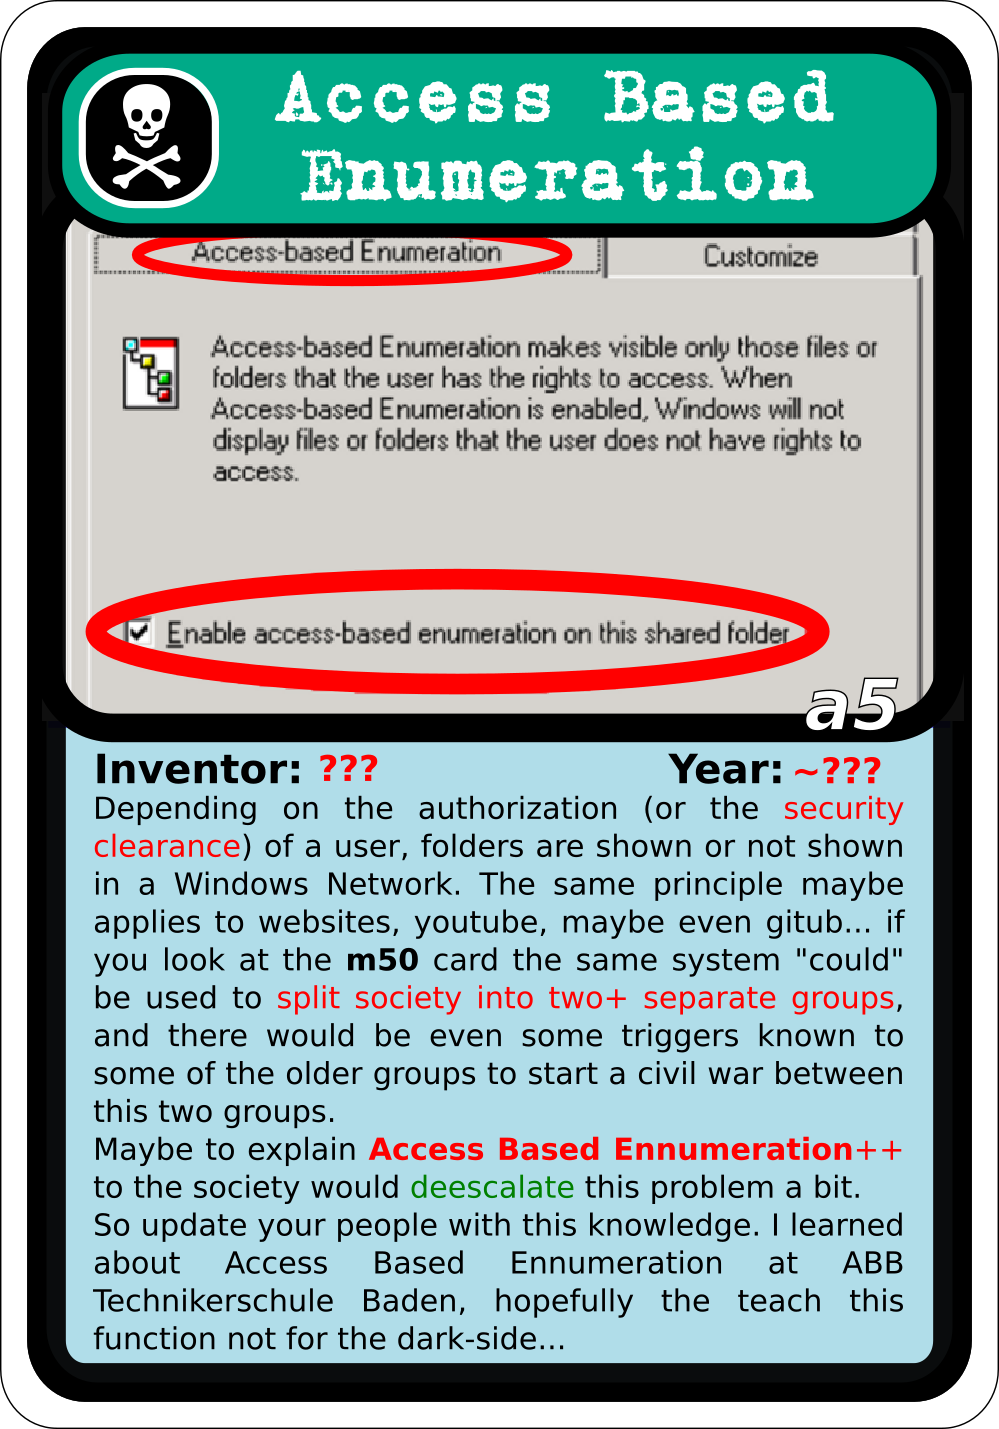 Access Based
Enumeration
Access-based Enumeration
Customize
Access-based Enumeration makes visible only those files or
folders that the user has the rights to access. When
Access-based Enumeration is enabled, Windows will not
display files or folders that the user does not have rights to
access.
Enable access-based enumeration on this shared folder
a5
Inventor: ???
Year: ~???
Depending on the authorization (or the security
clearance) of a user, folders are shown or not shown
in a Windows Network. The same principle maybe
applies to websites, youtube, maybe even gitub... if
you look at the m50 card the same system "could"
be used to split society into two+ separate groups,
and there would be even some triggers known to
some of the older groups to start a civil war between
this two groups.
Maybe to explain Access Based Ennumeration++
to the society would deescalate this problem a bit.
So update your people with this knowledge. I learned
about Access Based Ennumeration at ABB
Technikerschule Baden, hopefully the teach this
function not for the dark-side...